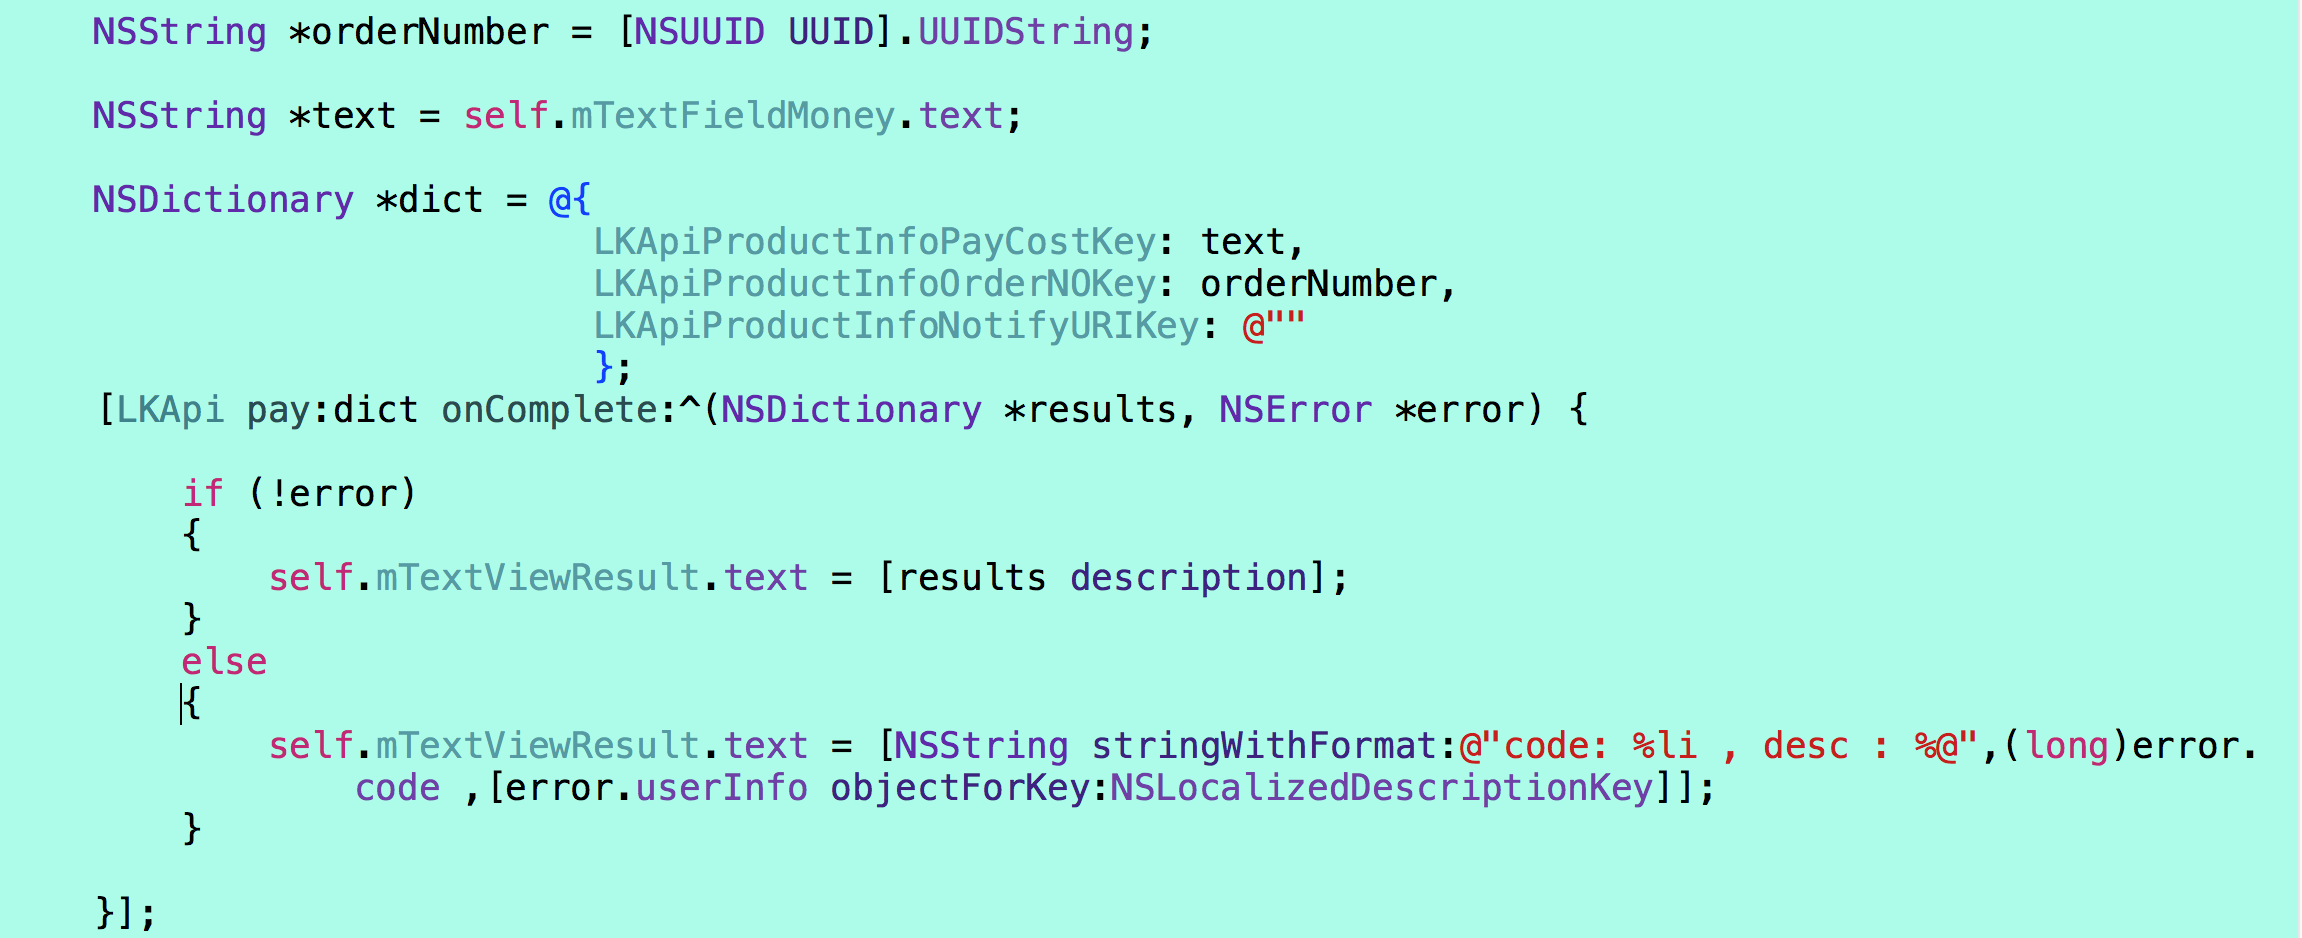 NSString *orderNumber = [NSUUID UUID].UUIDString;
NSString *text = self.mTextFieldMoney.text;
NSDictionary *dict = @{
LKApiProductInfoPayCostKey: text,
LKApiProductInfoOrderNOKey: orderNumber,
LKApiProductInfoNotifyURIKey: @""
};
[LKApi pay:dict onComplete:^(NSDictionary *results, NSError *error) {
if (!error)
{
self.mTextViewResult.text = [results description];
}
else
{
self.mTextViewResult.text = [NSString stringWithFormat:@"code: %li , desc : %@",(long)error.
code ,[error.userInfo objectForKey:NSLocalizedDescriptionKey]];
}
}];